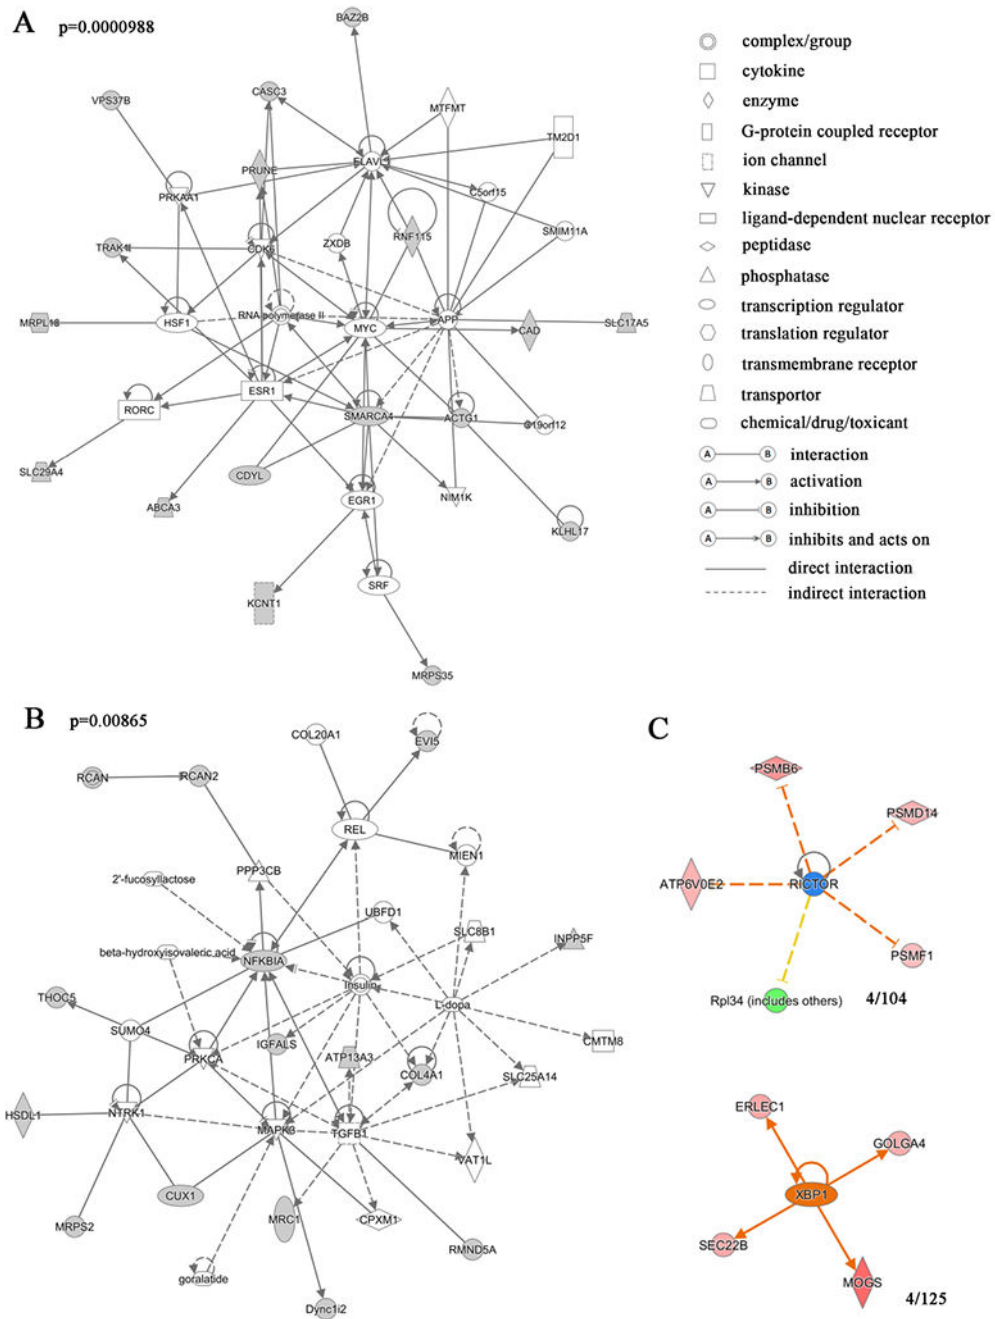 A p=0.0000988
BAZ2B
CASC3
VPS37B
MTFMT
TM2D1
PRUNE
PRKAA1
C5orf15
ZXDB
RNF115
SMIM11A
CDK6
HSF1
RNA polymerase II
MYC
APP
CAD
SLC17A5
ESR1
RORC
SMARCA4
ACTG1
C19orf12
SLC29A4
CDYL
ABCA3
EGR1
NIM1K
KLHL17
KCNT1
SRF
MRPS35
complex/group
cytokine
enzyme
G-protein coupled receptor
ion channel
kinase
ligand-dependent nuclear receptor
peptidase
phosphatase
transcription regulator
translation regulator
transmembrane receptor
transportor
chemical/drug/toxicant
A B interaction
A B activation
A B inhibition
A B inhibits and acts on
direct interaction
indirect interaction
B p=0.00865
COL20A1
EVI5
RCAN
RCAN2
REL
MIEN1
PPP3CB
2'-fucosyllactose
UBFD1
SLC8B1
INPP5F
beta-hydroxyisovaleric acid
NFKBIA
Insulin
L-dopa
THOC5
SUMO4
PRKCA
IGFALS
ATP13A3
COL4A1
CMTM8
SLC25A14
HSDL1
NTRK1
MAPK3
TGFB1
VAT1L
CUX1
MRC1
CPXM1
MRPS2
RMND5A
goralatide
Dync1i2
C
PSMB6
PSMD14
ATP6V0E2
RICTOR
PSMF1
Rpl34 (includes others)
4/104
ERLEC1
GOLGA4
XBP1
SEC22B
MOGS
4/125